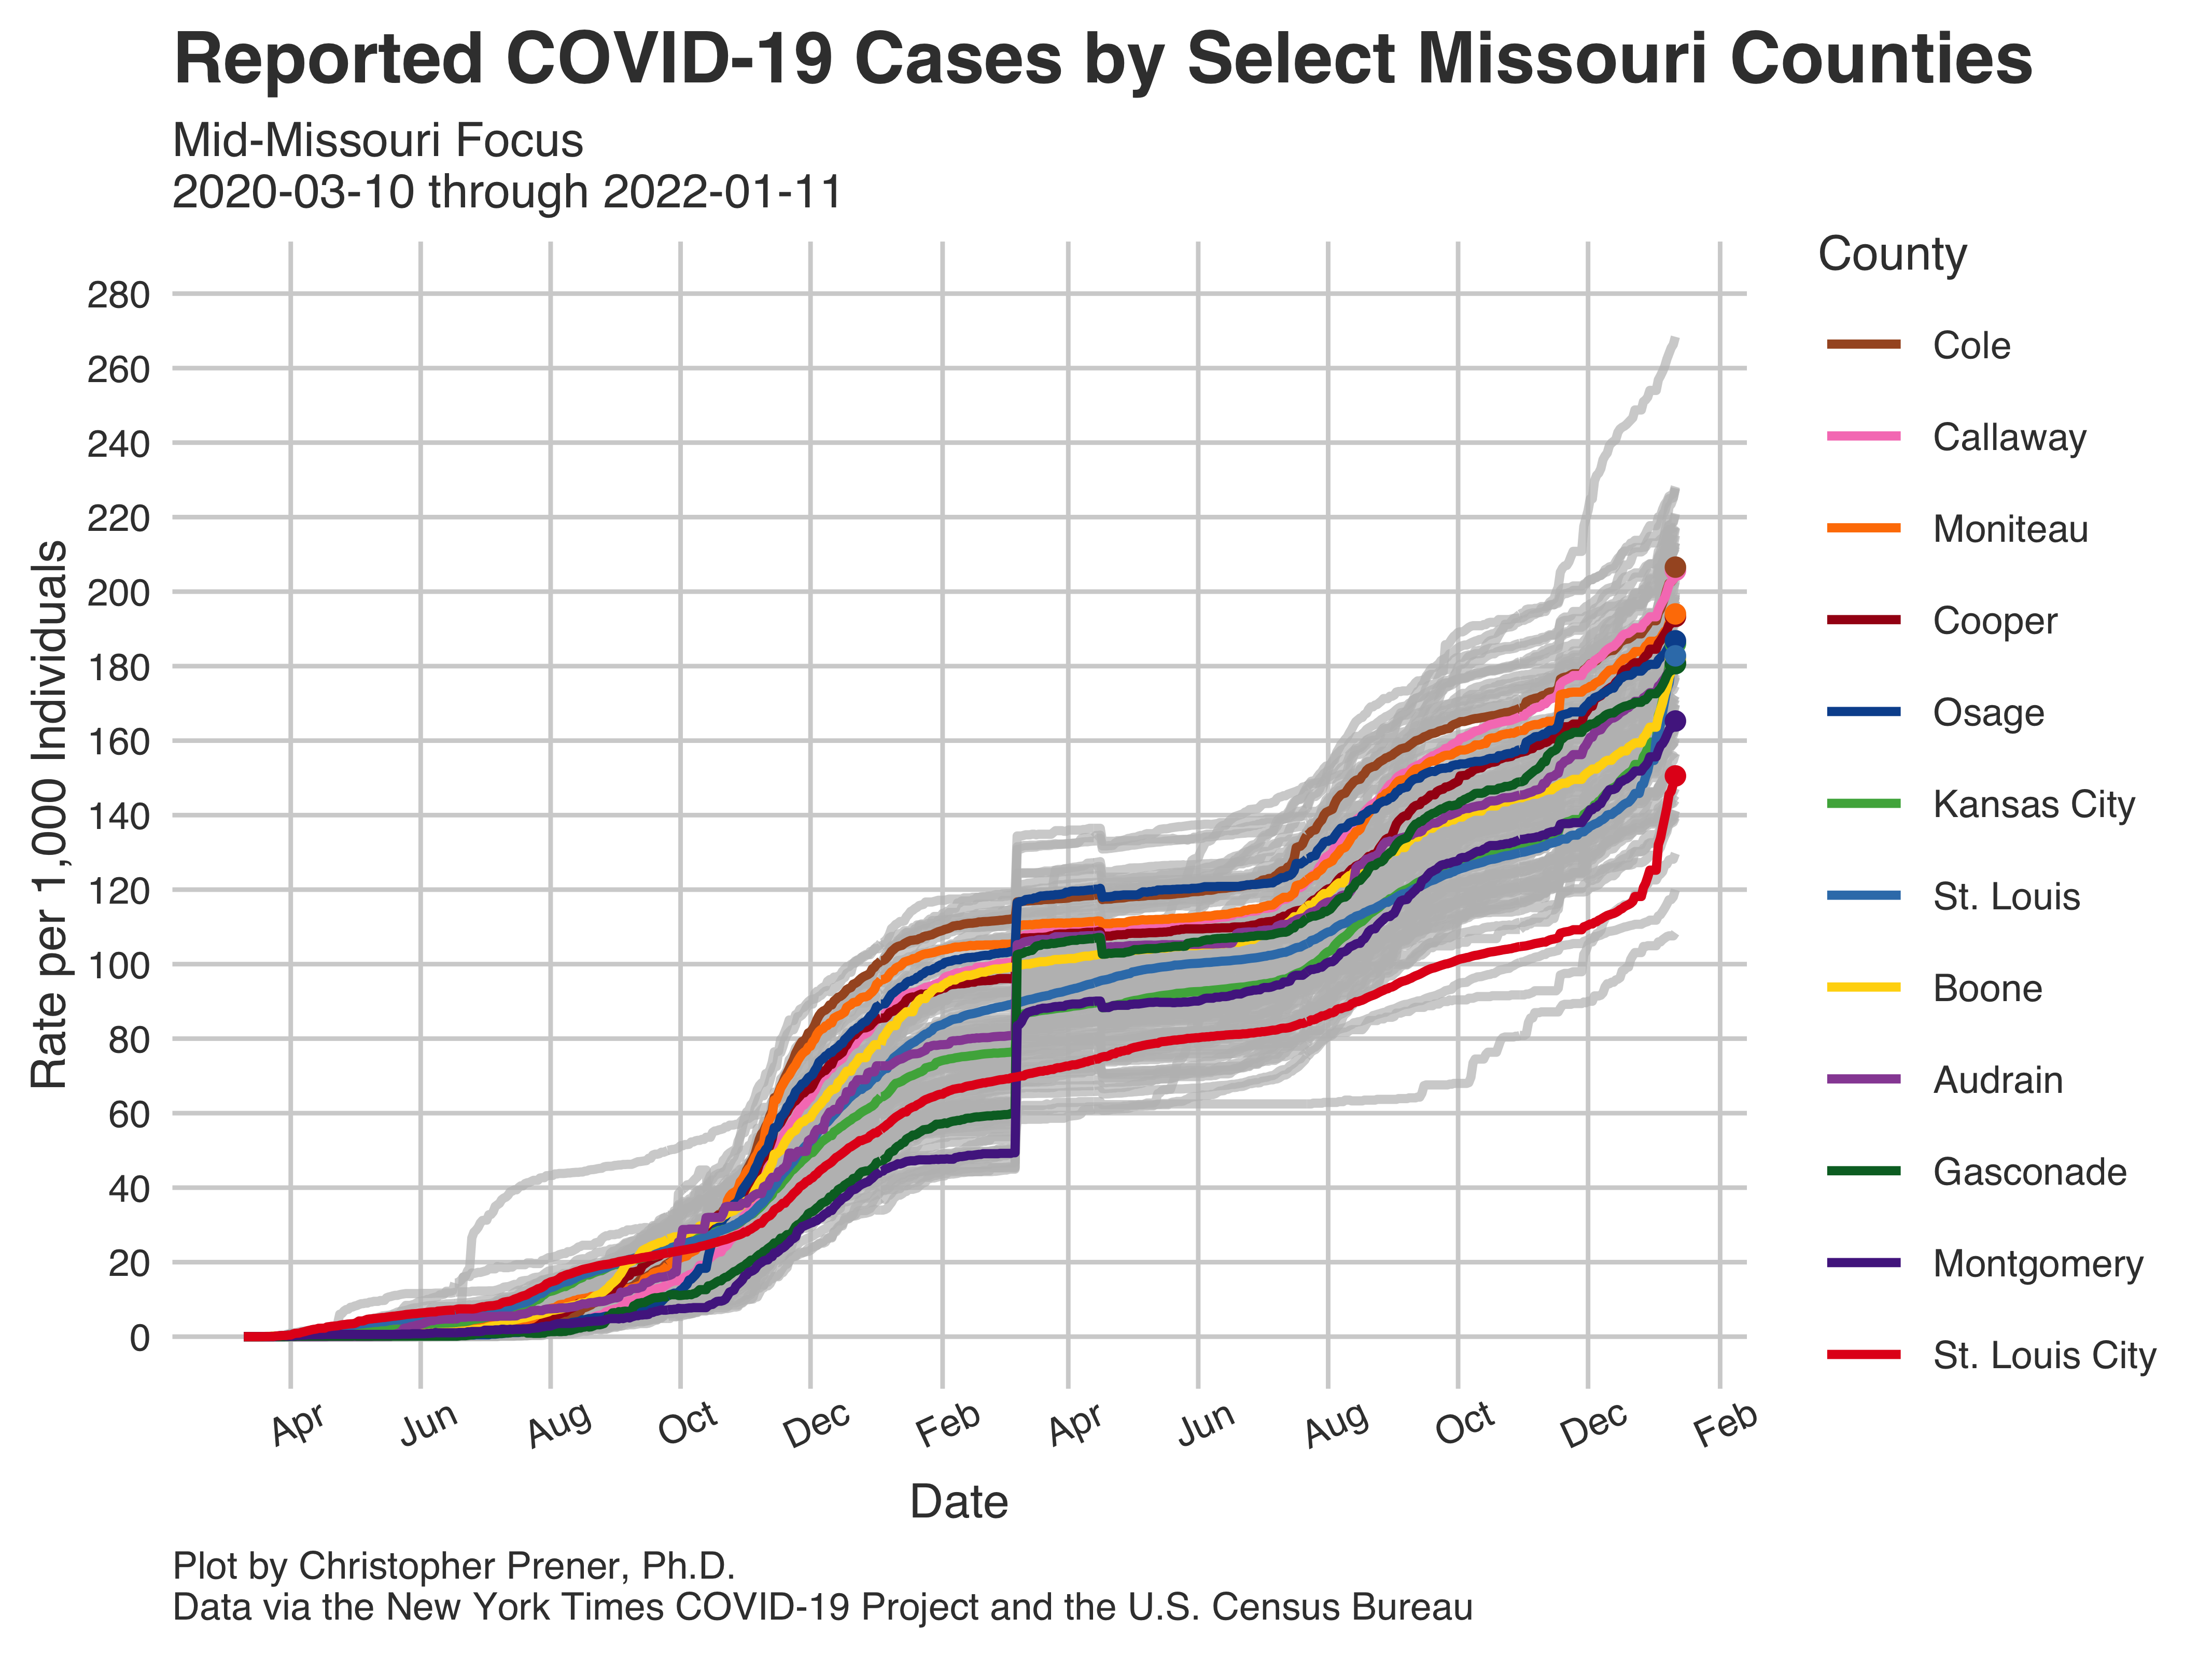 Reported COVID-19 Cases by Select Missouri Counties
Mid-Missouri Focus
2020-03-10 through 2022-01-11
County
Cole
Callaway
Moniteau
Cooper
Osage
Kansas City
St. Louis
Boone
Audrain
Gasconade
Montgomery
St. Louis City
Rate per 1,000 Individuals
280
260
240
220
200
180
160
140
120
100
80
60
40
20
0
Apr Jun Aug Oct Dec Feb Apr Jun Aug Oct Dec Feb
Date
Plot by Christopher Prener, Ph.D.
Data via the New York Times COVID-19 Project and the U.S. Census Bureau